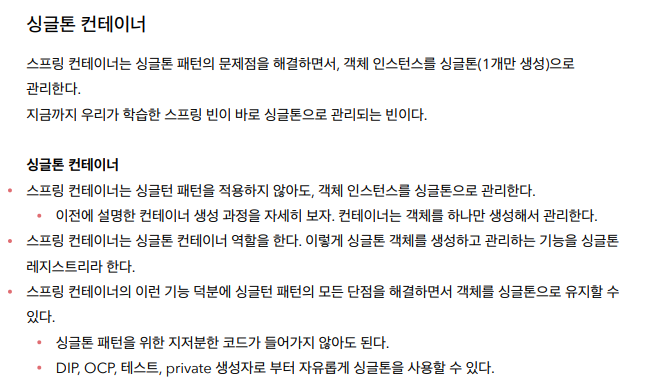 싱글톤 컨테이너
스프링 컨테이너는 싱글톤 패턴의 문제점을 해결하면서, 객체 인스턴스를 싱글톤(1개만 생성)으로
관리한다.
지금까지 우리가 학습한 스프링 빈이 바로 싱글톤으로 관리되는 빈이다.
싱글톤 컨테이너
스프링 컨테이너는 싱글턴 패턴을 적용하지 않아도, 객체 인스턴스를 싱글톤으로 관리한다.
이전에 설명한 컨테이너 생성 과정을 자세히 보자. 컨테이너는 객체를 하나만 생성해서 관리한다.
스프링 컨테이너는 싱글톤 컨테이너 역할을 한다. 이렇게 싱글톤 객체를 생성하고 관리하는 기능을 싱글톤
레지스트리라 한다.
스프링 컨테이너의 이런 기능 덕분에 싱글턴 패턴의 모든 단점을 해결하면서 객체를 싱글톤으로 유지할 수
있다.
싱글톤 패턴을 위한 지저분한 코드가 들어가지 않아도 된다.
DIP, OCP, 테스트, private 생성자로 부터 자유롭게 싱글톤을 사용할 수 있다.